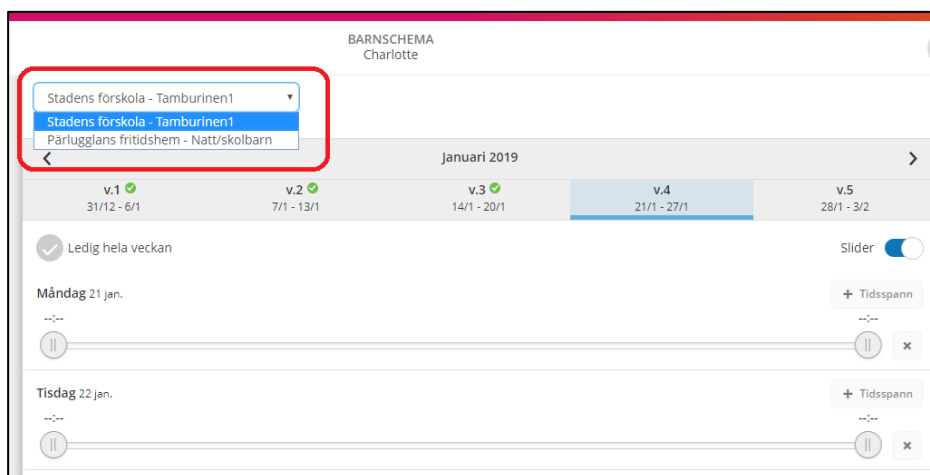 BARNSCHEMA
Charlotte
Stadens förskola - Tamburinen1
Stadens förskola - Tamburinen1
Pärlugglans fritidshem - Natt/skolbarn
Januari 2019
v.1 v.2 v.3 v.4 v.5
31/12 - 6/1 7/1 - 13/1 14/1 - 20/1 21/1 - 27/1 28/1 - 3/2
Ledig hela veckan Slider
Måndag 21 jan. + Tidsspann
--:-- --:--
Tisdag 22 jan. + Tidsspann
--:-- --:--